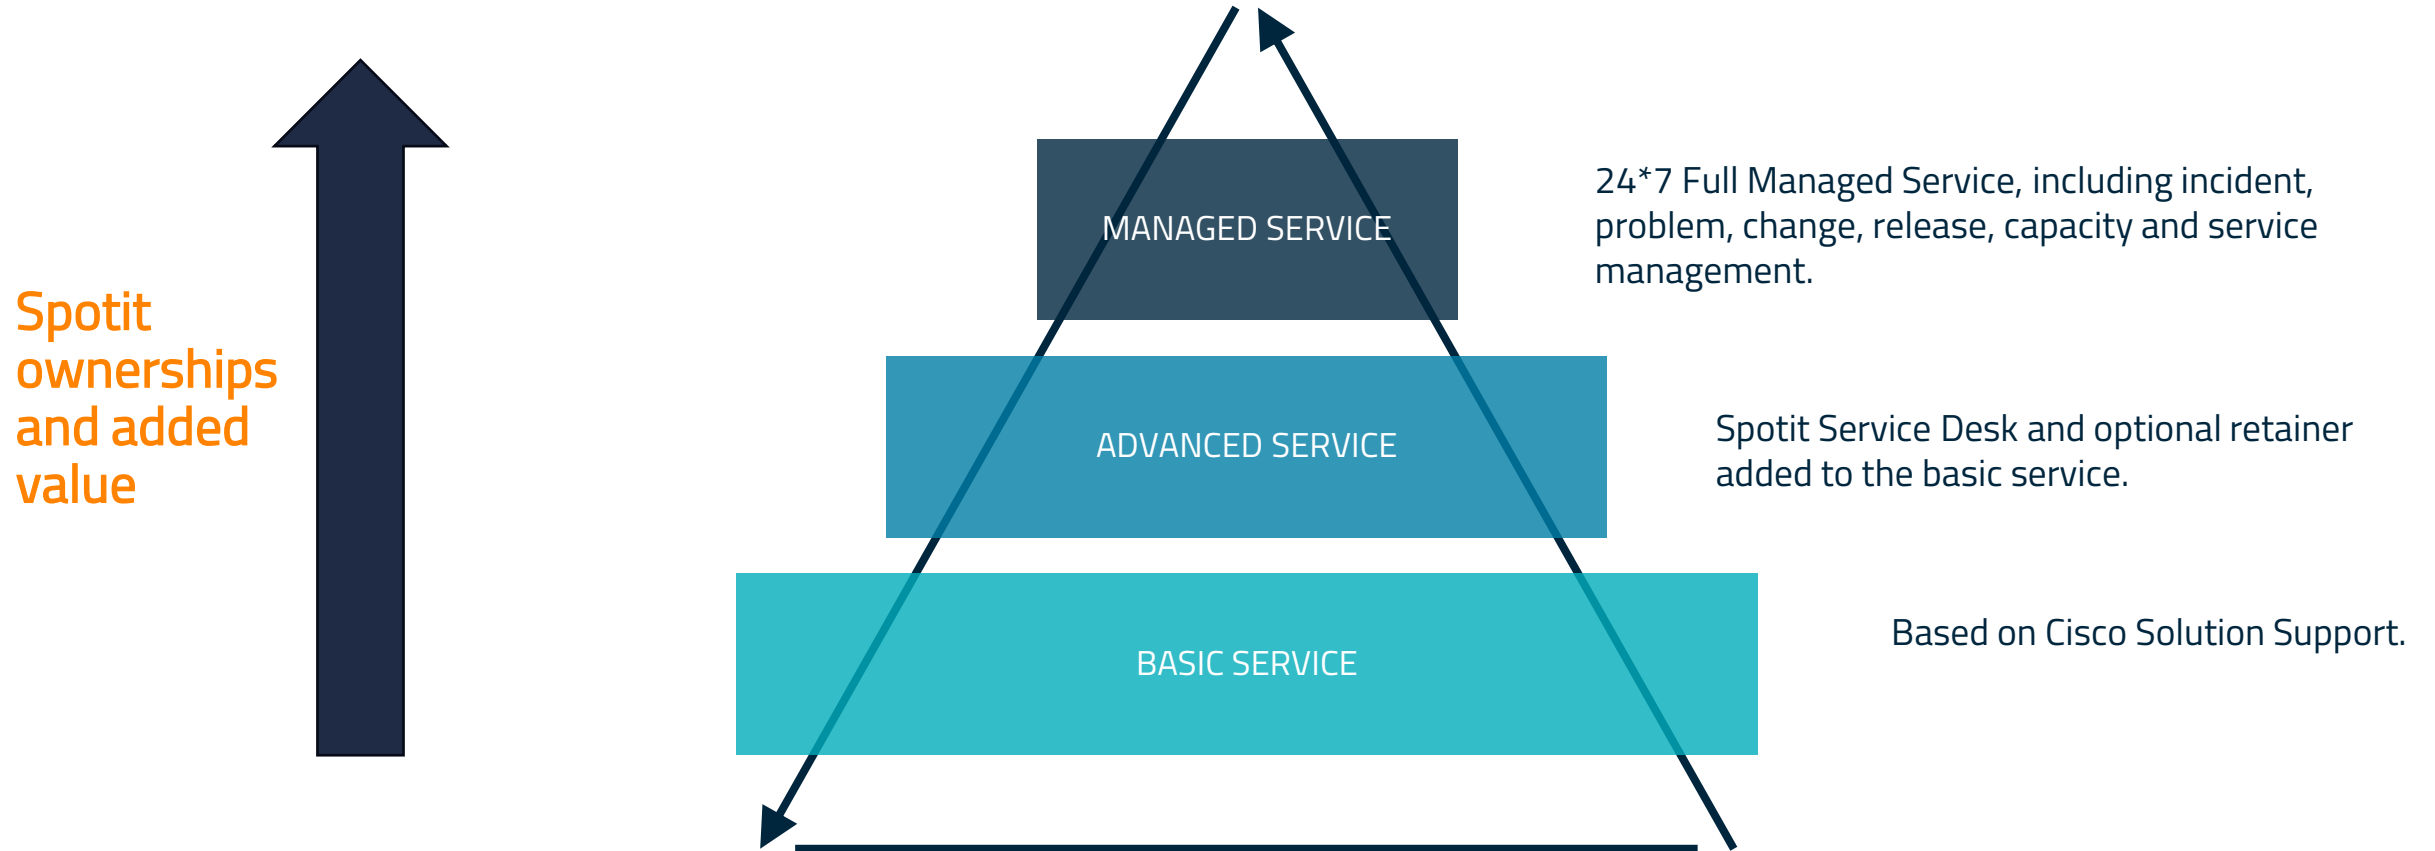 Spotit
ownerships
and added
value
MANAGED SERVICE
24*7 Full Managed Service, including incident,
problem, change, release, capacity and service
management.
ADVANCED SERVICE
Spotit Service Desk and optional retainer
added to the basic service.
BASIC SERVICE
Based on Cisco Solution Support.